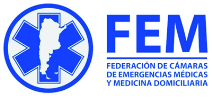 FEM
FEDERACIÓN DE CÁMARAS
DE EMERGENCIAS MÉDICAS
Y MEDICINA DOMICILIARIA